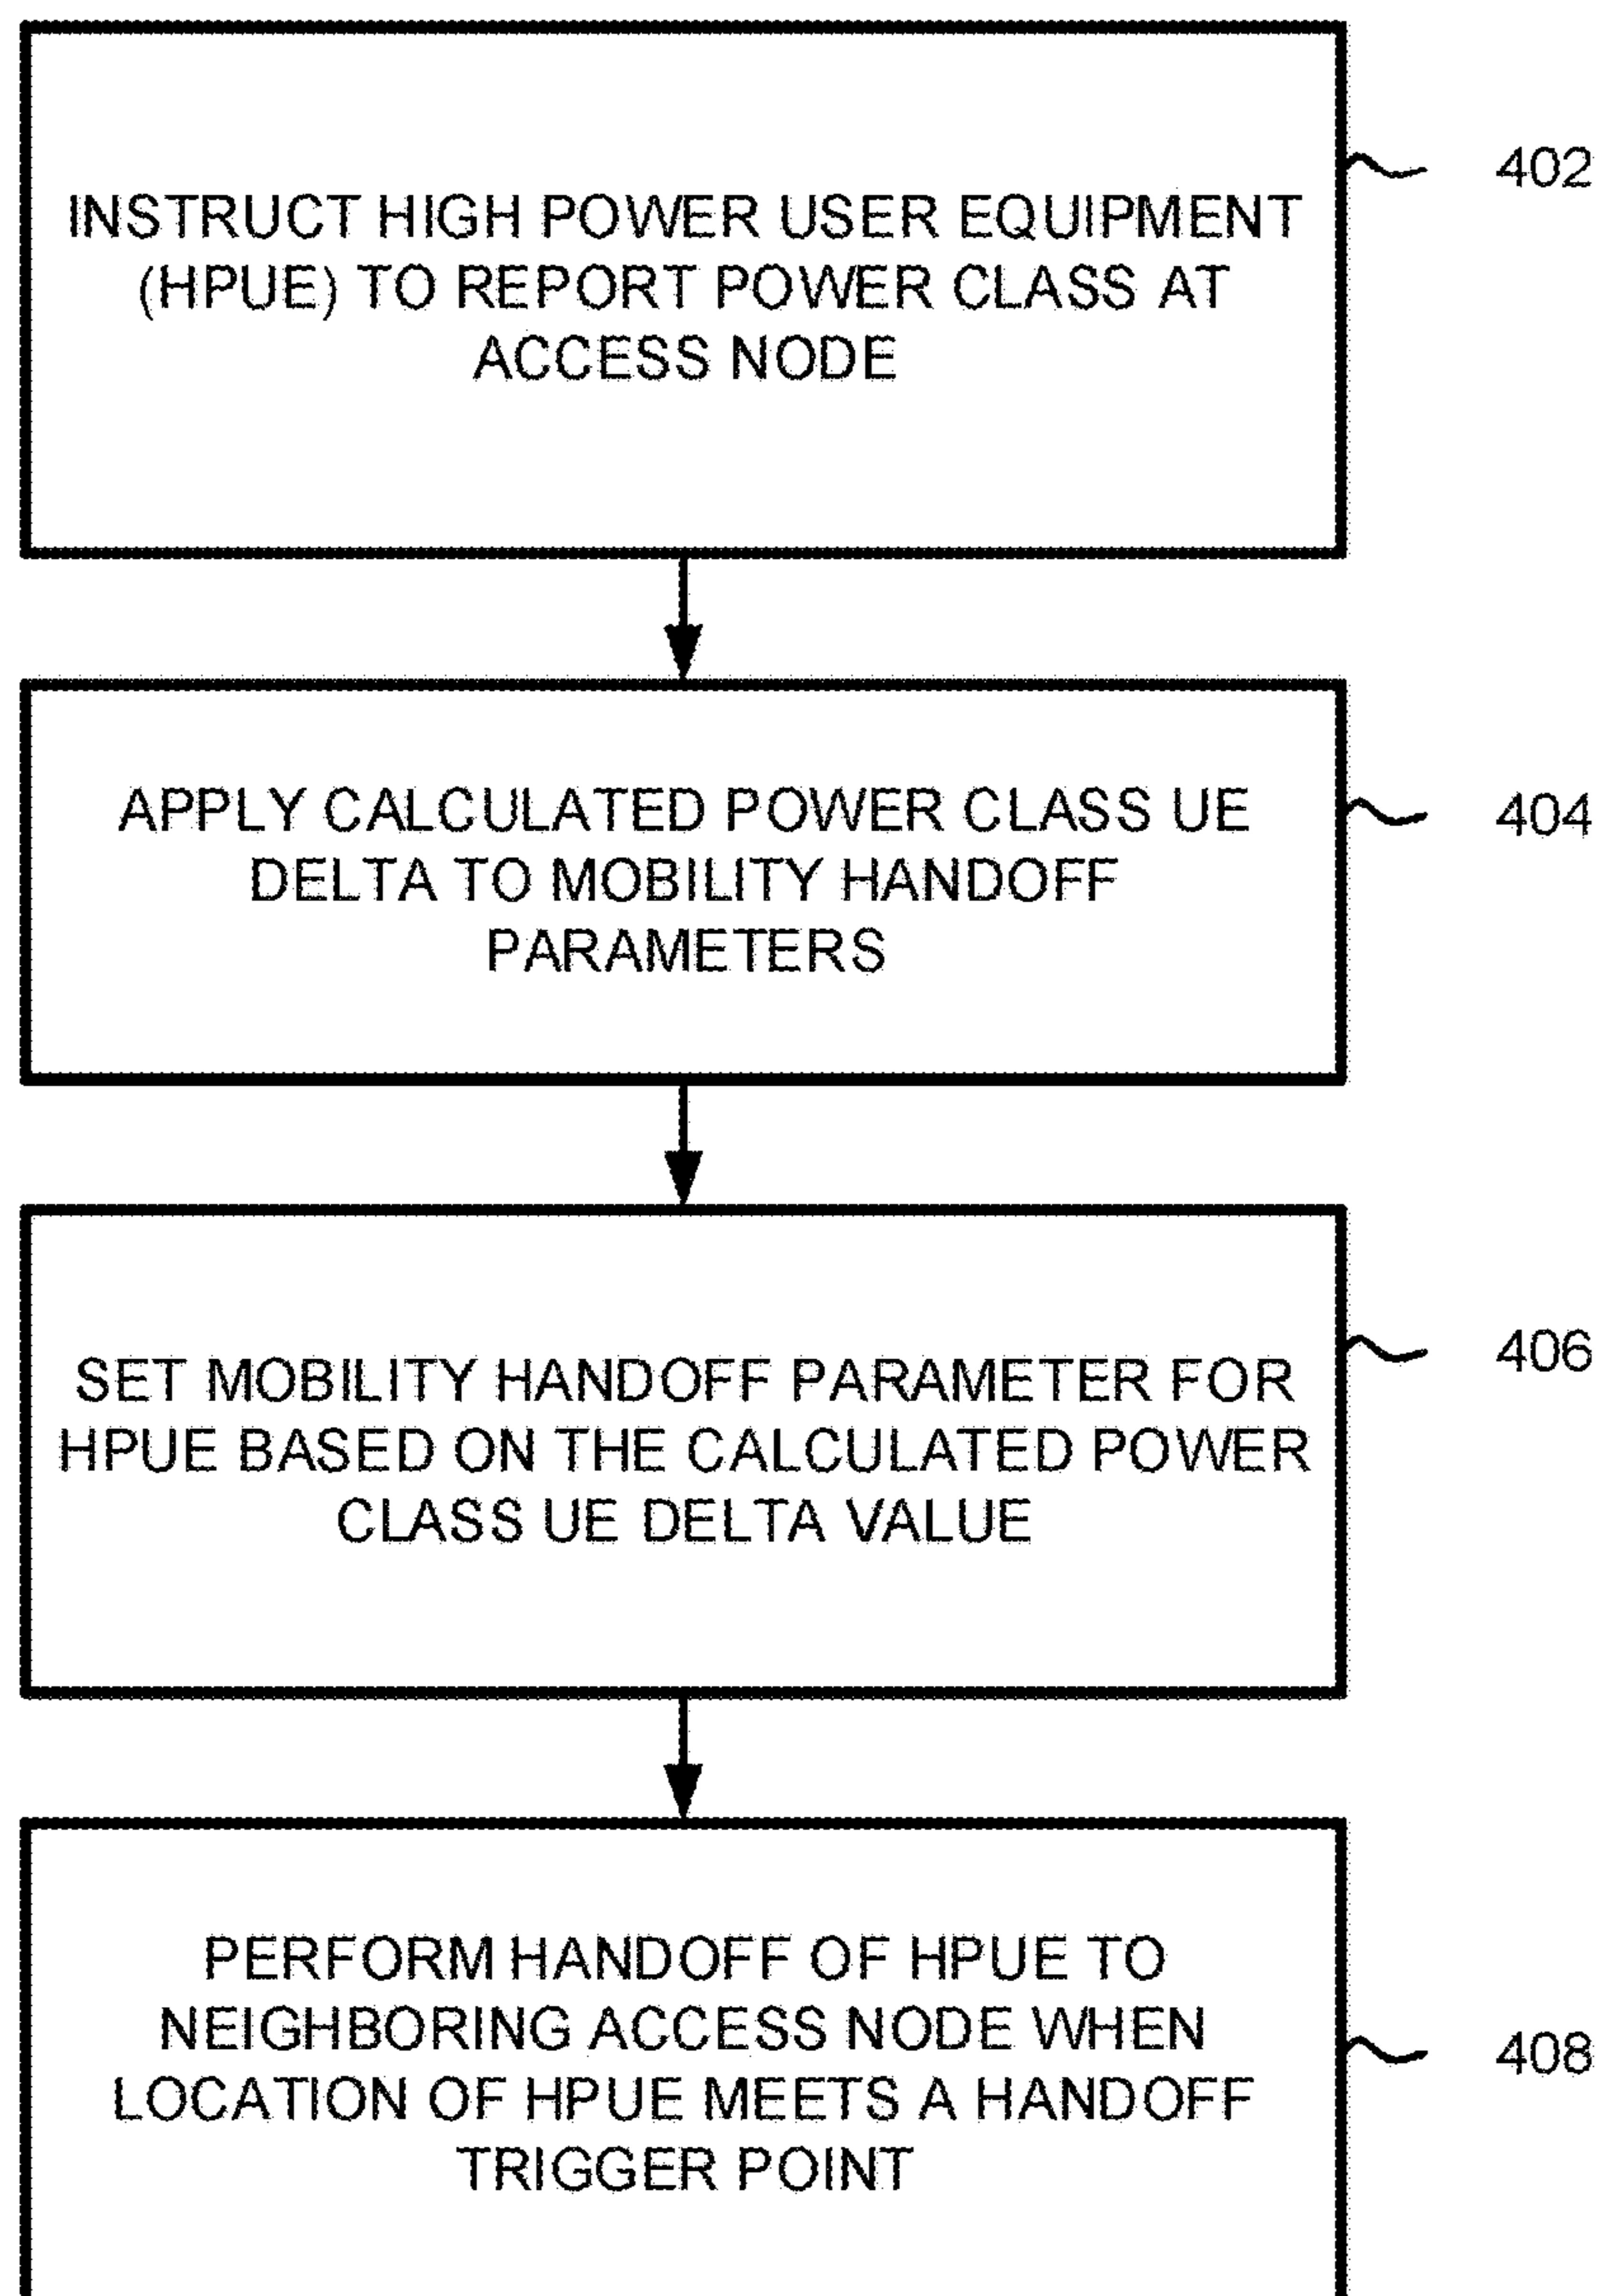 INSTRUCT HIGH POWER USER EQUIPMENT
(HPUE) TO REPORT POWER CLASS AT
ACCESS NODE
402
APPLY CALCULATED POWER CLASS UE
DELTA TO MOBILITY HANDOFF
PARAMETERS
404
SET MOBILITY HANDOFF PARAMETER FOR
HPUE BASED ON THE CALCULATED POWER
CLASS UE DELTA VALUE
406
PERFORM HANDOFF OF HPUE TO
NEIGHBORING ACCESS NODE WHEN
LOCATION OF HPUE MEETS A HANDOFF
TRIGGER POINT
408